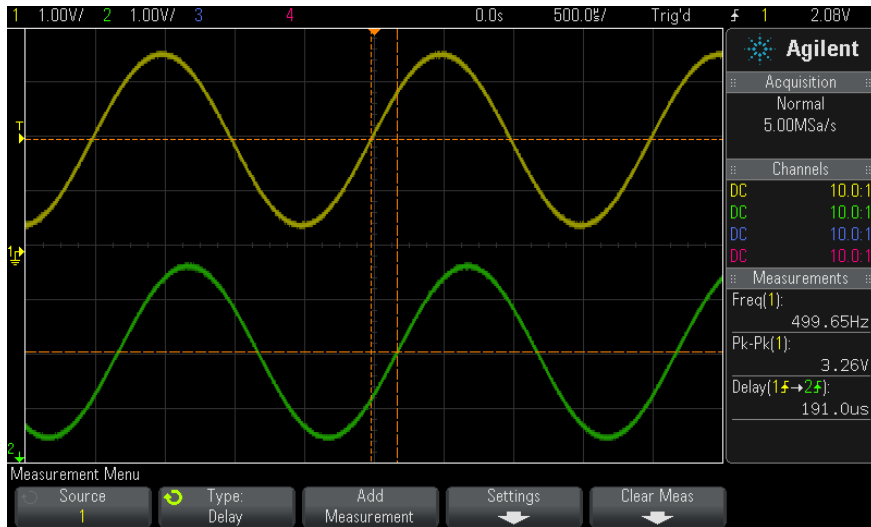 1 1.00V/ 2 1.00V/ 3 4 0.0s 500.0µ/ Trig'd 1 2.08V
Agilent
Acquisition
Normal
5.00MSa/s
Channels
DC 10.0:1
DC 10.0:1
DC 10.0:1
DC 10.0:1
Measurements
Freq(1):
499.65Hz
Pk-Pk(1):
3.26V
Delay(1→2):
191.0us
T
1
2
Measurement Menu
Source
1
Type:
Delay
Add
Measurement
Settings
Clear Meas